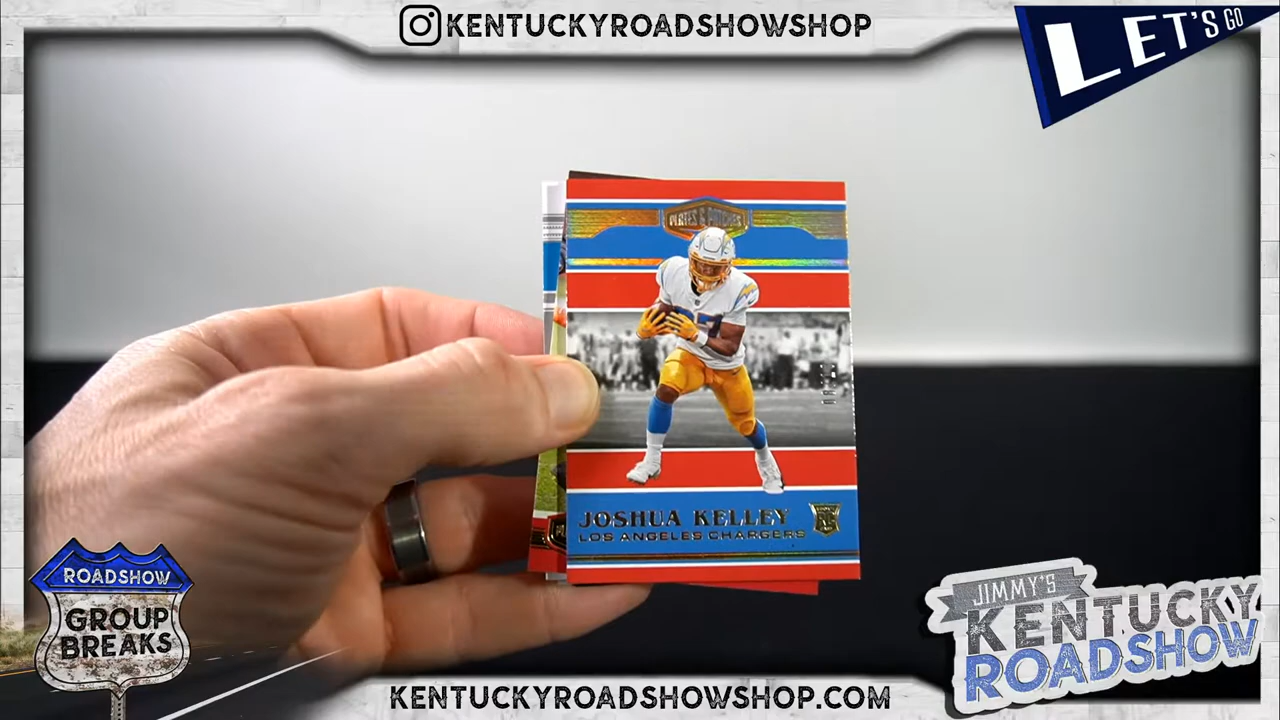 KENTUCKYROADSHOWSHOP
LET'S GO
PLATES & PATCHES
JOSHUA KELLEY
RC
LOS ANGELES CHARGERS
ROADSHOW
GROUP
BREAKS
JIMMY'S
KENTUCKY
ROADSHOW
KENTUCKYROADSHOWSHOP.COM